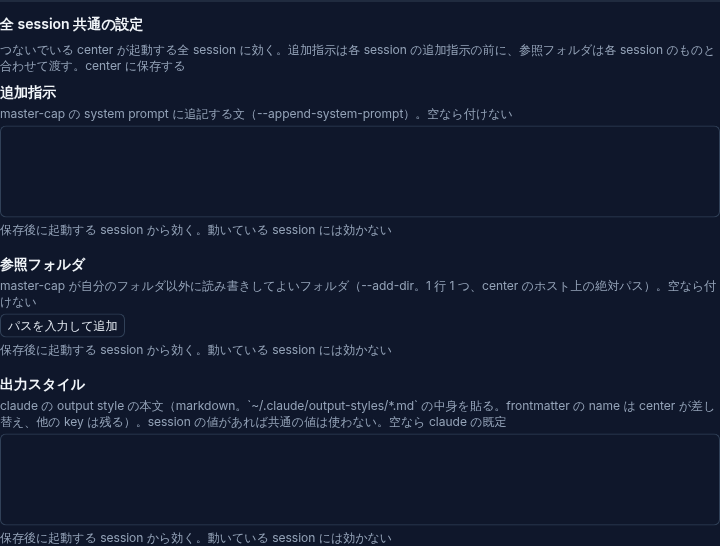 全 session 共通の設定
つないでいる center が起動する全 session に効く。追加指示は各 session の追加指示の前に、参照フォルダは各 session のものと
合わせて渡す。center に保存する
追加指示
master-cap の system prompt に追記する文（--append-system-prompt）。空なら付けない
保存後に起動する session から効く。動いている session には効かない
参照フォルダ
master-cap が自分のフォルダ以外に読み書きしてよいフォルダ（--add-dir。1 行 1 つ、center のホスト上の絶対パス）。空なら付
けない
パスを入力して追加
保存後に起動する session から効く。動いている session には効かない
出力スタイル
claude の output style の本文（markdown。`~/.claude/output-styles/*.md` の中身を貼る。frontmatter の name は center が差し
替え、他の key は残る）。session の値があれば共通の値は使わない。空なら claude の既定
保存後に起動する session から効く。動いている session には効かない